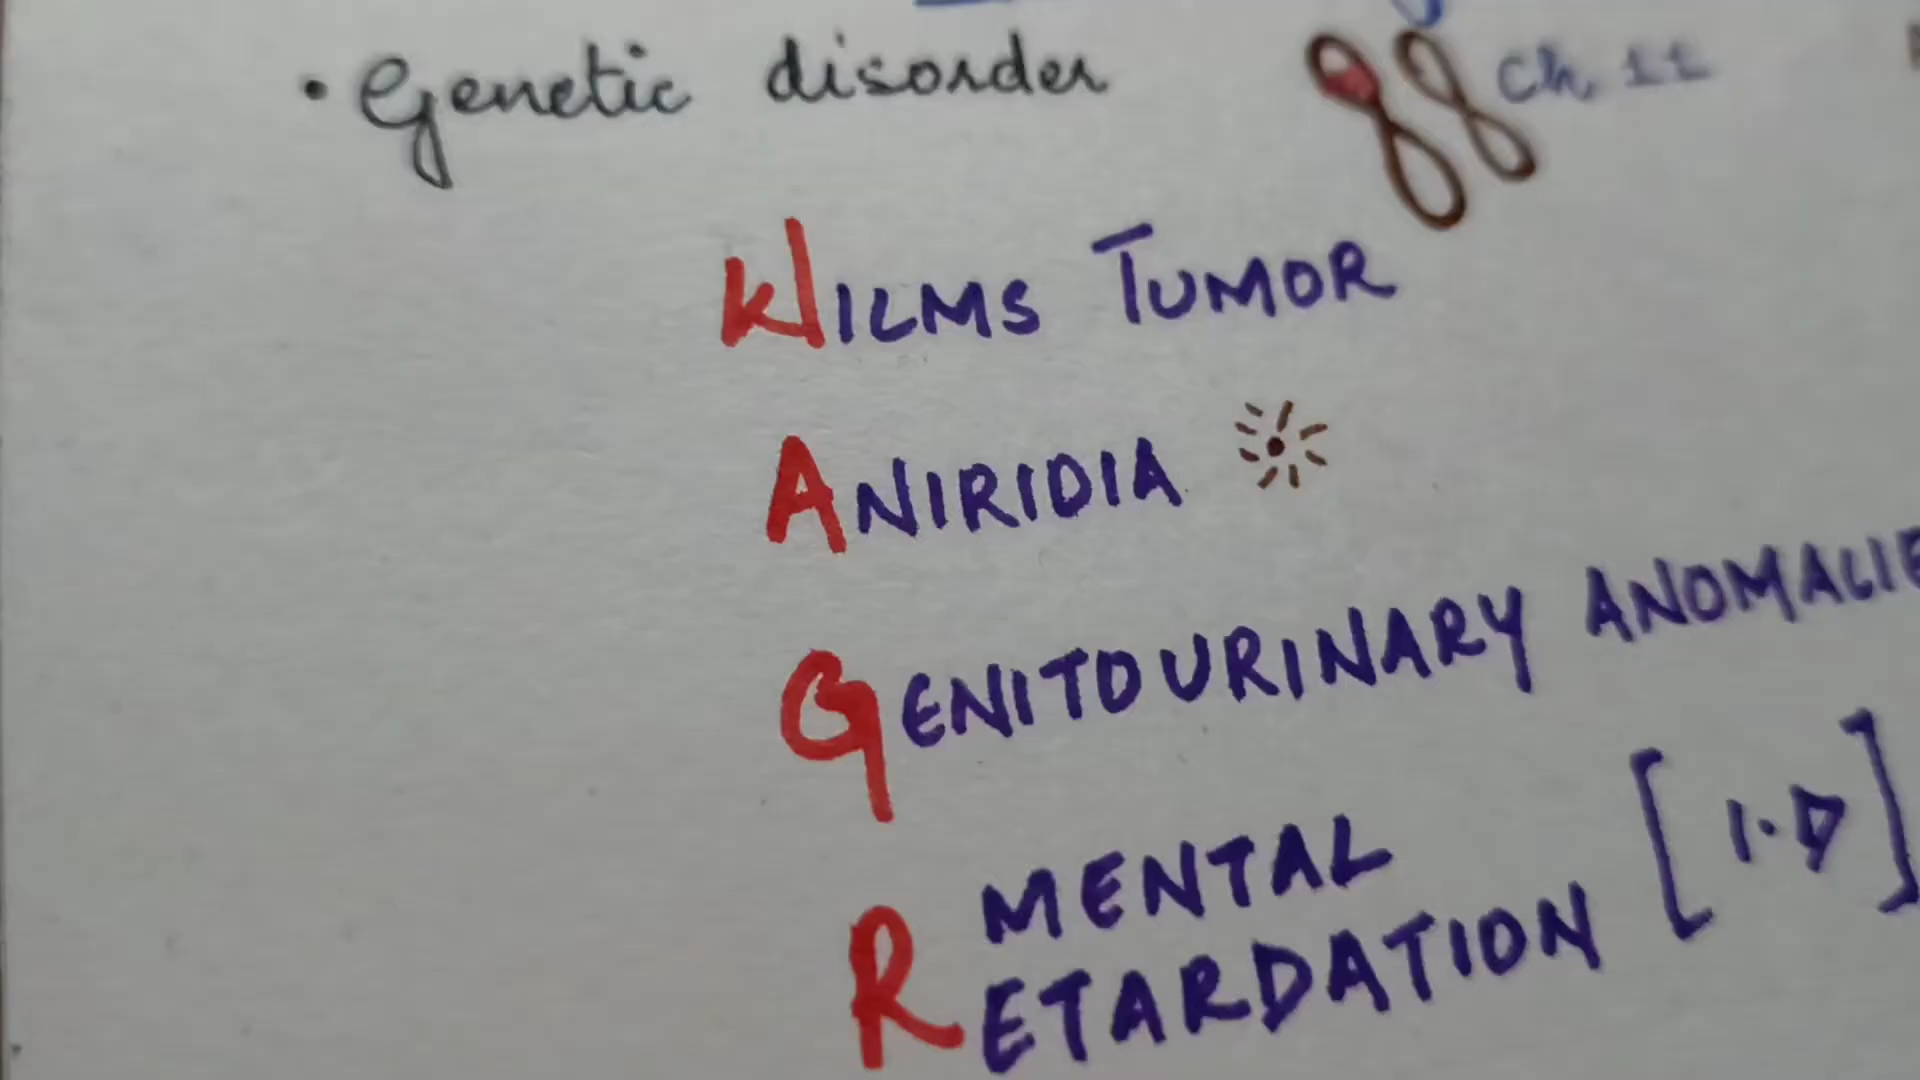 • Genetic disorder Ch. 11
WILMS TUMOR
ANIRIDIA
GENITOURINARY ANOMALIE
MENTAL
RETARDATION [I.D]